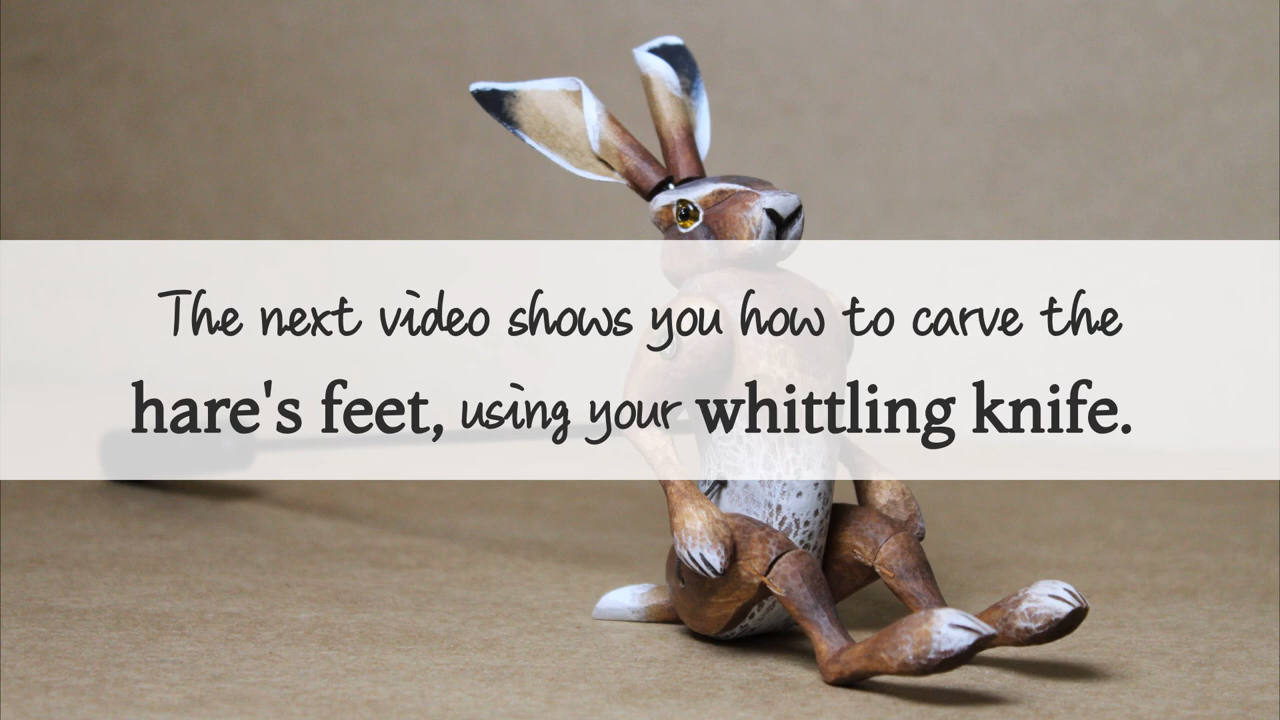 The next video shows you how to carve the
hare's feet, using your whittling knife.